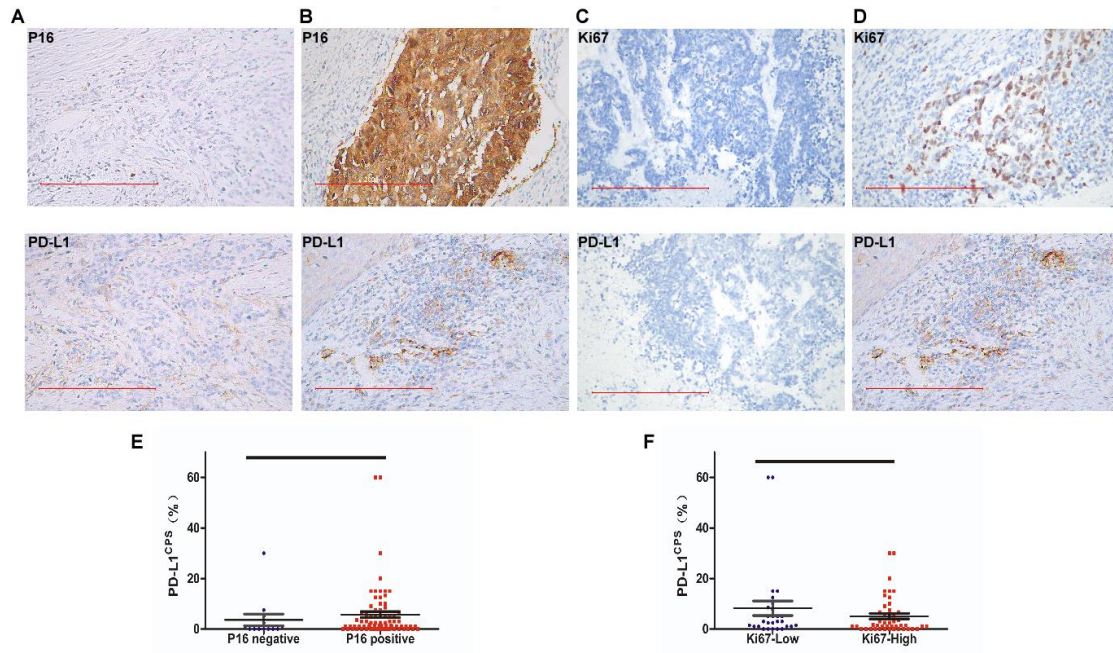 A B C D
P16 P16 Ki67 Ki67
PD-L1 PD-L1 PD-L1 PD-L1
E F
PD-L1CPS (%)
60
40
20
0
P16 negative P16 positive
PD-L1CPS (%)
60
40
20
0
Ki67-Low Ki67-High